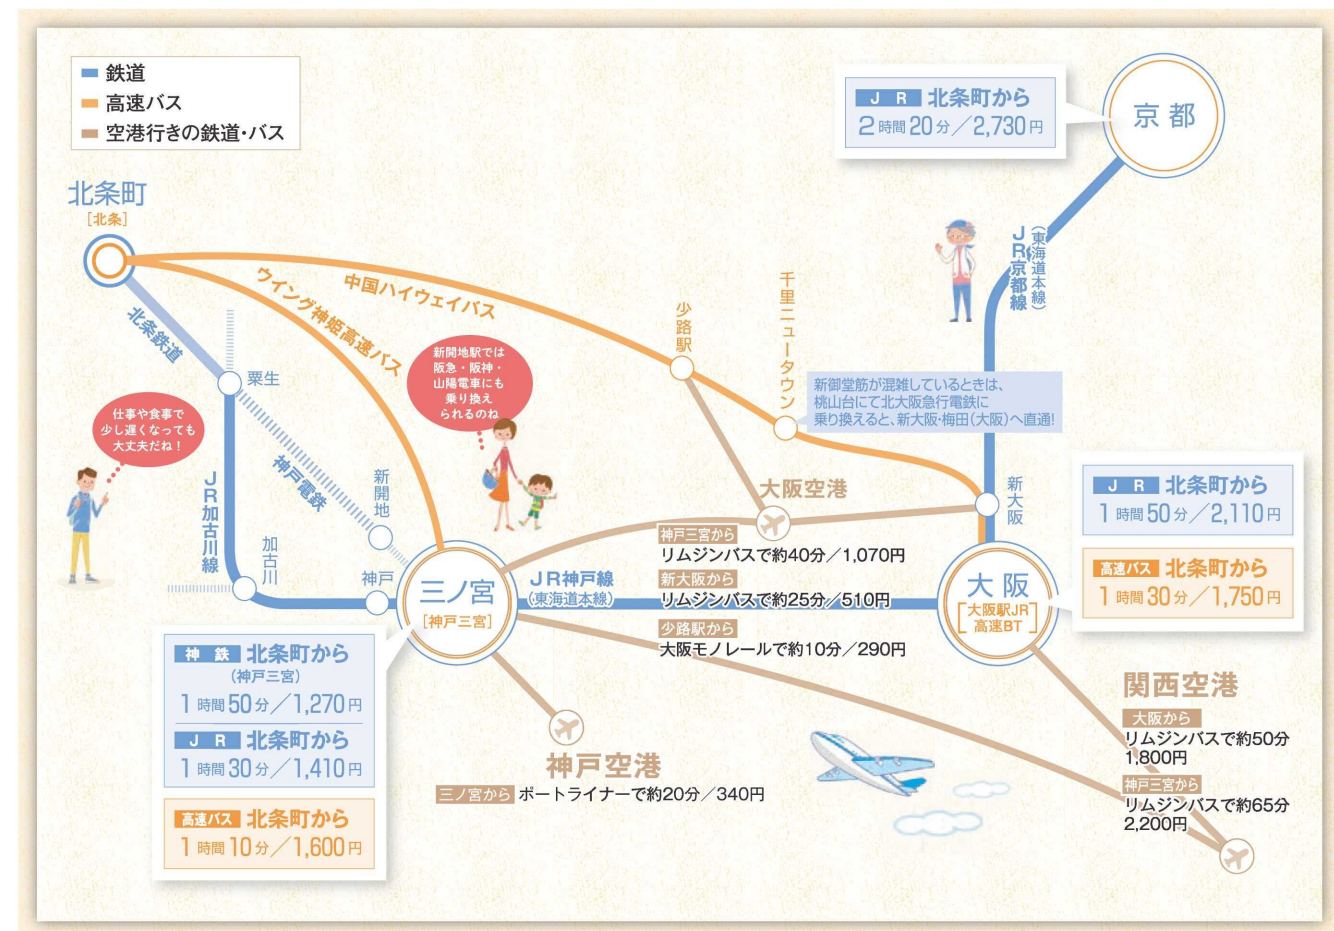 鉄道
高速バス
空港行きの鉄道・バス
北条町
[北条]
北条鉄道
ウイング神姫高速バス
中国ハイウェイバス
粟生
JR加古川線
神戸電鉄
新開地
加古川
神戸
仕事や食事で
少し遅くなっても
大丈夫だね！
新開地駅では
阪急・阪神・
山陽電車にも
乗り換え
られるのね
少路駅
千里ニュータウン
新御堂筋が混雑しているときは、
桃山台にて北大阪急行電鉄に
乗り換えると、新大阪・梅田（大阪）へ直通！
京都
JR 北条町から
2時間20分／2,730円
JR京都線
（東海道本線）
新大阪
大阪
[大阪駅JR
高速BT]
JR 北条町から
1時間50分／2,110円
高速バス 北条町から
1時間30分／1,750円
三ノ宮
[神戸三宮]
JR神戸線
（東海道本線）
神鉄 北条町から
（神戸三宮）
1時間50分／1,270円
JR 北条町から
1時間30分／1,410円
高速バス 北条町から
1時間10分／1,600円
大阪空港
神戸三宮から
リムジンバスで約40分／1,070円
新大阪から
リムジンバスで約25分／510円
少路駅から
大阪モノレールで約10分／290円
神戸空港
三ノ宮から ポートライナーで約20分／340円
関西空港
大阪から
リムジンバスで約50分
1,800円
神戸三宮から
リムジンバスで約65分
2,200円